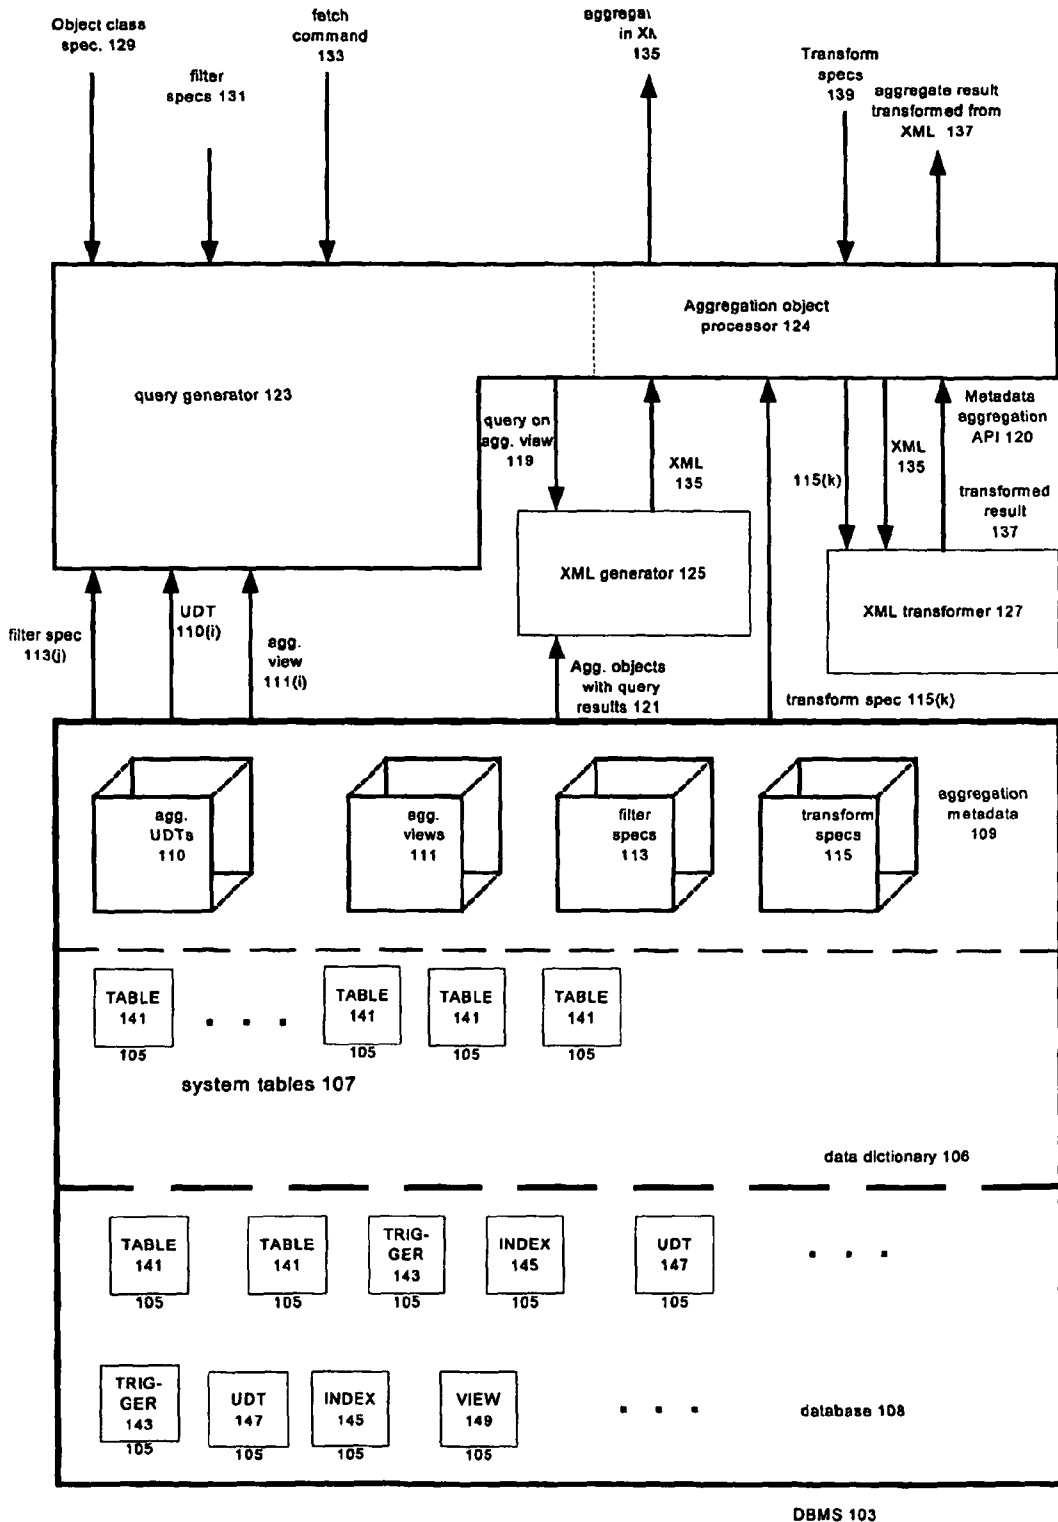 Object class
spec. 129
filter
specs 131
fetch
command
133
in
135
Transform
specs
139
aggregate result
transformed from
XML 137
Aggregation object
processor 124
query generator 123
query on
agg. view
119
XML
135
115(k)
XML
135
Metadata
aggregation
API 120
transformed
result
137
XML generator 125
XML transformer 127
filter spec
113(j)
UDT
110(i)
agg.
view
111(i)
Agg. objects
with query
results 121
transform spec 115(k)
agg.
UDTs
110
agg.
views
111
filter
specs
113
transform
specs
115
aggregation
metadata
109
TABLE
141
105
. . .
TABLE
141
105
TABLE
141
105
TABLE
141
105
system tables 107
data dictionary 106
TABLE
141
105
TABLE
141
105
TRIG-
GER
143
105
INDEX
145
105
UDT
147
105
. . .
TRIG-
GER
143
105
UDT
147
105
INDEX
145
105
VIEW
149
105
. . .
database 108
DBMS 103